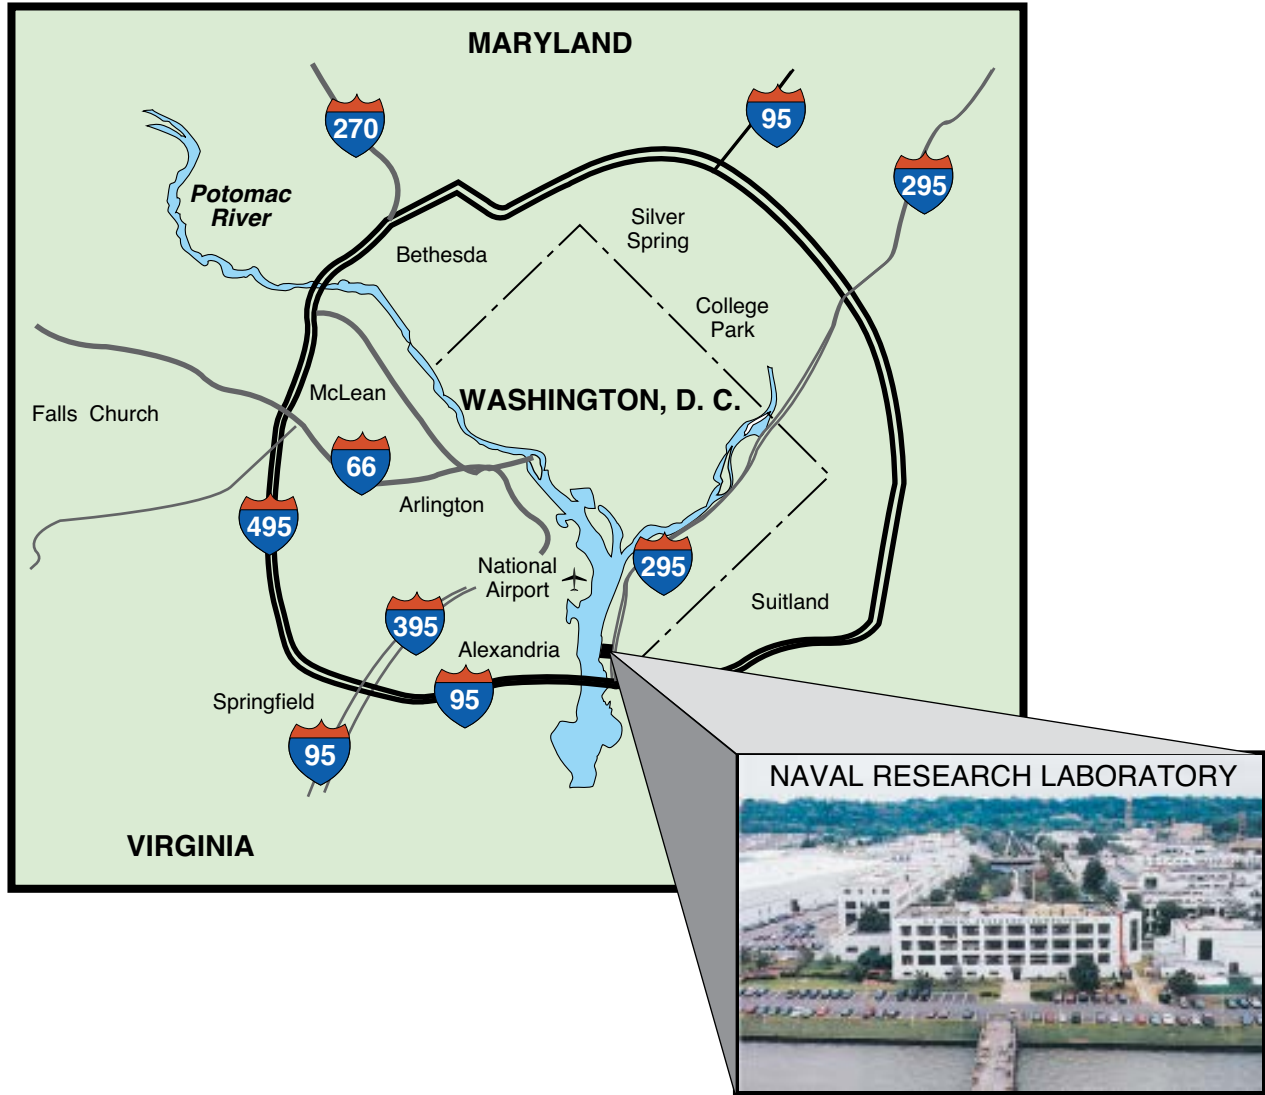 MARYLAND
270
95
295
Potomac
River
Silver
Spring
Bethesda
College
Park
McLean
WASHINGTON, D. C.
Falls Church
66
495
Arlington
National
Airport
295
395
Suitland
Alexandria
Springfield
95
95
VIRGINIA
NAVAL RESEARCH LABORATORY